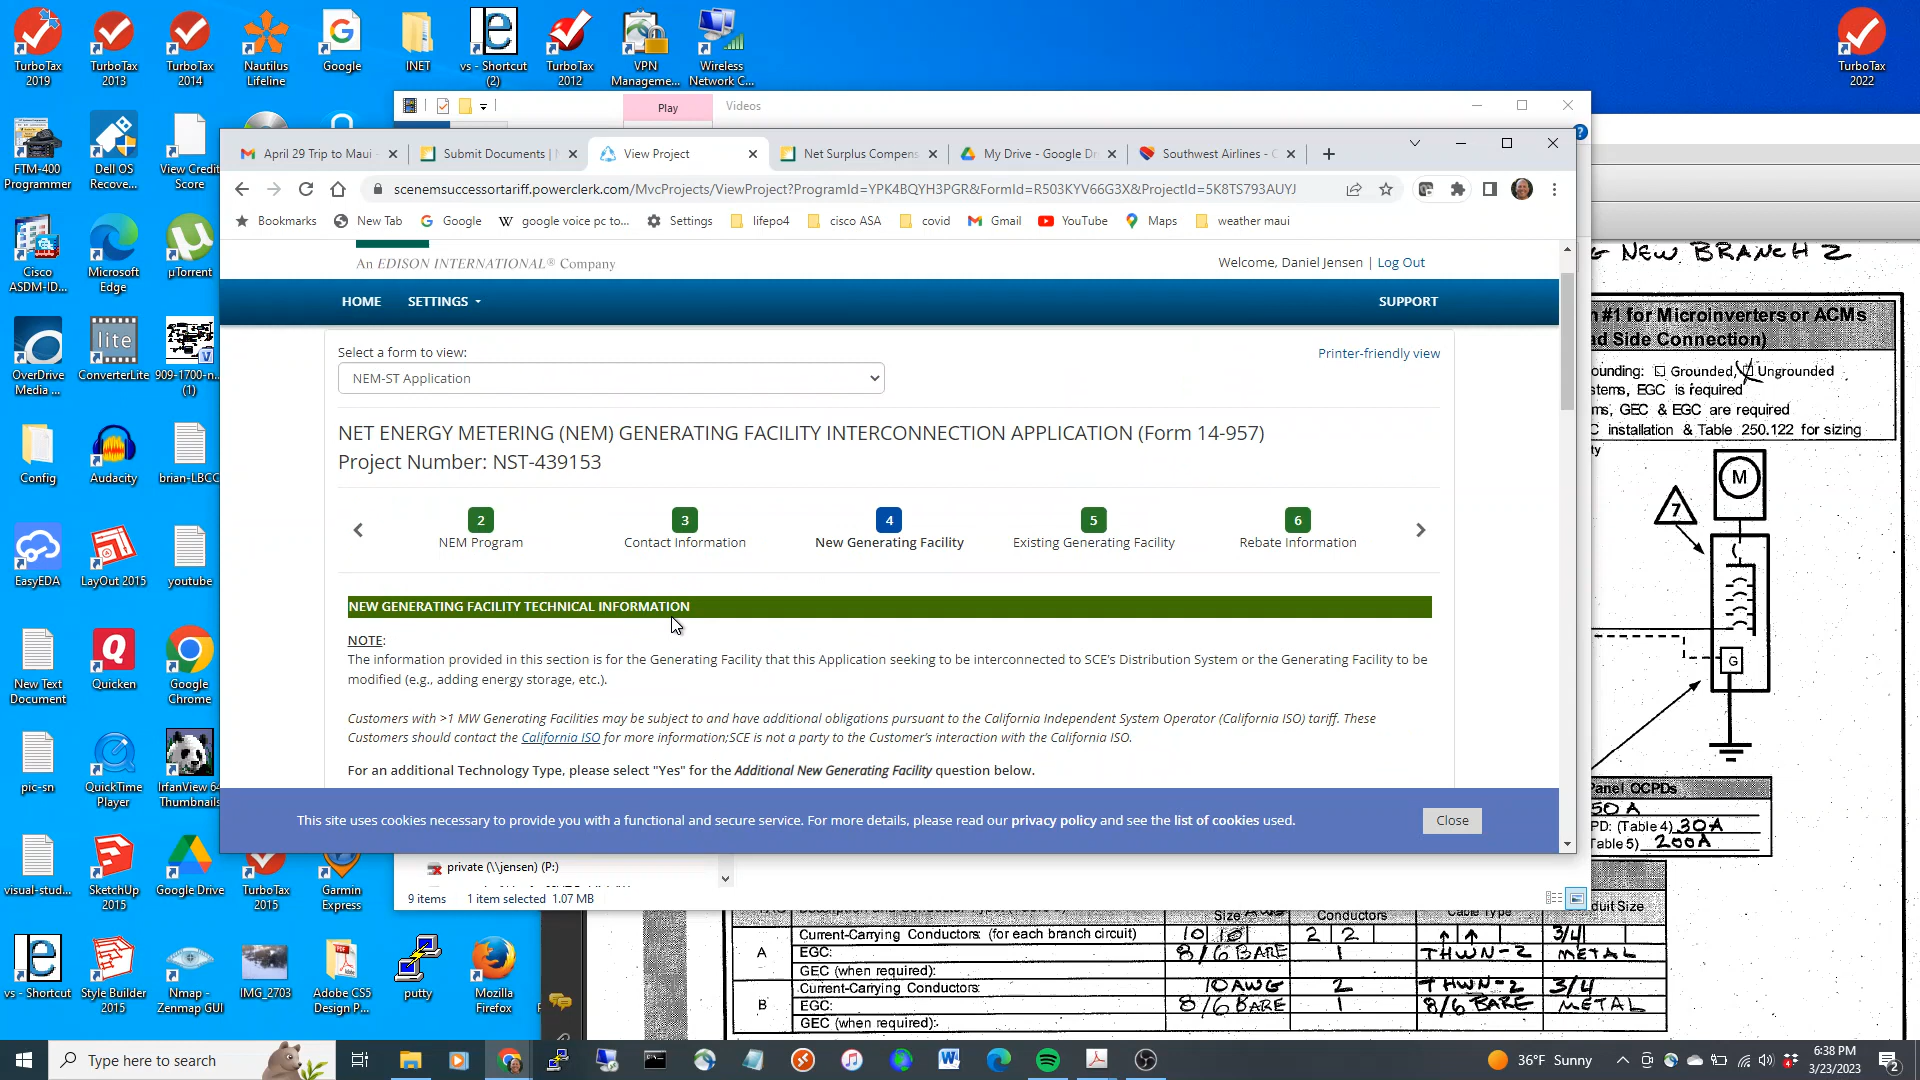 TurboTax 2019
TurboTax 2013
TurboTax 2014
Nautilus Lifeline
Google
INET
vs - Shortcut (2)
TurboTax 2012
VPN Manageme...
Wireless Network C...
TurboTax 2022
Play
Videos
FTM-400 Programmer
Dell OS Recove...
View Credit Score
April 29 Trip to Maui -
Submit Documents |
View Project
Net Surplus Compens
My Drive - Google Dr
Southwest Airlines - C
scenemsuccessortariff.powerclerk.com/MvcProjects/ViewProject?ProgramId=YPK4BQYH3PGR&FormId=R503KYV66G3X&ProjectId=5K8TS793AUYJ
Bookmarks
New Tab
Google
google voice pc to...
Settings
lifepo4
cisco ASA
covid
Gmail
YouTube
Maps
weather maui
Cisco ASDM-ID...
Microsoft Edge
µTorrent
An EDISON INTERNATIONAL® Company
Welcome, Daniel Jensen | Log Out
G NEW BRANCH 2
HOME
SETTINGS
SUPPORT
#1 for Microinverters or ACMs
ad Side Connection)
OverDrive Media ...
ConverterLite
909-1700-n... (1)
Select a form to view:
Printer-friendly view
NEM-ST Application
ounding: Grounded, Ungrounded
stems, EGC is required
ms, GEC & EGC are required
C installation & Table 250.122 for sizing
NET ENERGY METERING (NEM) GENERATING FACILITY INTERCONNECTION APPLICATION (Form 14-957)
Project Number: NST-439153
Config
Audacity
brian-LBCC
M
7
2
NEM Program
3
Contact Information
4
New Generating Facility
5
Existing Generating Facility
6
Rebate Information
EasyEDA
LayOut 2015
youtube
NEW GENERATING FACILITY TECHNICAL INFORMATION
NOTE:
The information provided in this section is for the Generating Facility that this Application seeking to be interconnected to SCE's Distribution System or the Generating Facility to be
modified (e.g., adding energy storage, etc.).
G
New Text Document
Quicken
Google Chrome
Customers with >1 MW Generating Facilities may be subject to and have additional obligations pursuant to the California Independent System Operator (California ISO) tariff. These
Customers should contact the California ISO for more information;SCE is not a party to the Customer's interaction with the California ISO.
For an additional Technology Type, please select "Yes" for the Additional New Generating Facility question below.
pic-sn
QuickTime Player
IrfanView 64 Thumbnails
Panel OCPDs
50 A
PD: (Table 4) 30A
Table 5) 200A
This site uses cookies necessary to provide you with a functional and secure service. For more details, please read our privacy policy and see the list of cookies used.
Close
private (\\jensen) (P:)
9 items
1 item selected 1.07 MB
visual-stud...
SketchUp 2015
Google Drive
TurboTax 2015
Garmin Express
Size
Conductors
Cable Type
duit Size
A
Current-Carrying Conductors: (for each branch circuit)
10 10
2 2
3/4
EGC:
8/6 BARE
1
THWN-2
METAL
GEC (when required):
B
Current-Carrying Conductors:
10AWG
2
THWN-2
3/4
EGC:
8/6 BARE
1
8/6 BARE
METAL
GEC (when required):
vs - Shortcut
Style Builder 2015
Nmap - Zenmap GUI
IMG_2703
Adobe CS5 Design P...
putty
Mozilla Firefox
Type here to search
36°F Sunny
6:38 PM
3/23/2023
2